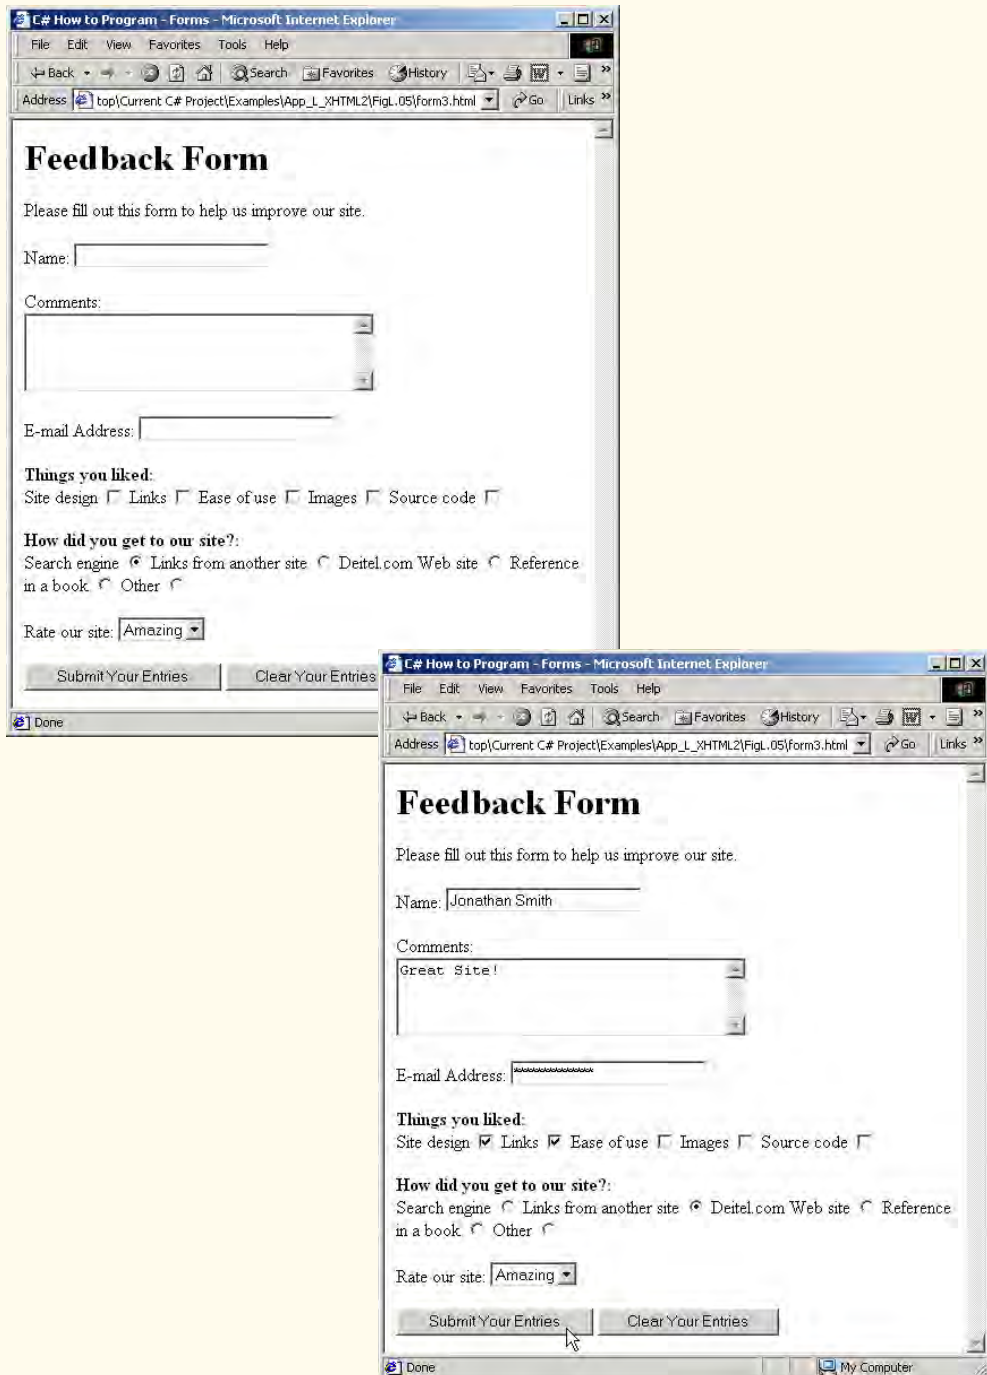 C# How to Program - Forms - Microsoft Internet Explorer
File Edit View Favorites Tools Help
Back Search Favorites History W »
Address top\Current C# Project\Examples\App_L_XHTML2\FigL.05\form3.html Go Links »
Feedback Form
Please fill out this form to help us improve our site.
Name:
Comments:
E-mail Address:
Things you liked:
Site design Links Ease of use Images Source code
How did you get to our site?:
Search engine Links from another site Deitel.com Web site Reference
in a book Other
Rate our site: Amazing
Submit Your Entries Clear Your Entries
Done
C# How to Program - Forms - Microsoft Internet Explorer
File Edit View Favorites Tools Help
Back Search Favorites History W »
Address top\Current C# Project\Examples\App_L_XHTML2\FigL.05\form3.html Go Links »
Feedback Form
Please fill out this form to help us improve our site.
Name: Jonathan Smith
Comments:
Great Site!
E-mail Address: ***************
Things you liked:
Site design Links Ease of use Images Source code
How did you get to our site?:
Search engine Links from another site Deitel.com Web site Reference
in a book Other
Rate our site: Amazing
Submit Your Entries Clear Your Entries
Done My Computer